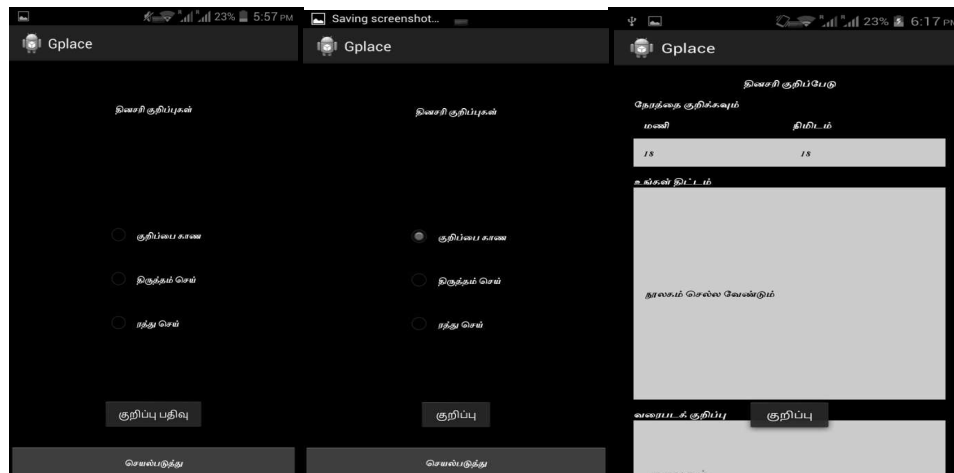 23% 5:57 PM
Gplace
தினசரி குறிப்புகள்
குறிப்பை காண
திருத்தம் செய்
ரத்து செய்
குறிப்பு பதிவு
செயல்படுத்து
Saving screenshot...
Gplace
தினசரி குறிப்புகள்
குறிப்பை காண
திருத்தம் செய்
ரத்து செய்
குறிப்பு
செயல்படுத்து
23% 6:17 PM
Gplace
தினசரி குறிப்பேடு
நேரத்தை குறிக்கவும்
மணி நிமிடம்
18 18
உங்கள் திட்டம்
நூலகம் செல்ல வேண்டும்
வரைபடக் குறிப்பு
குறிப்பு